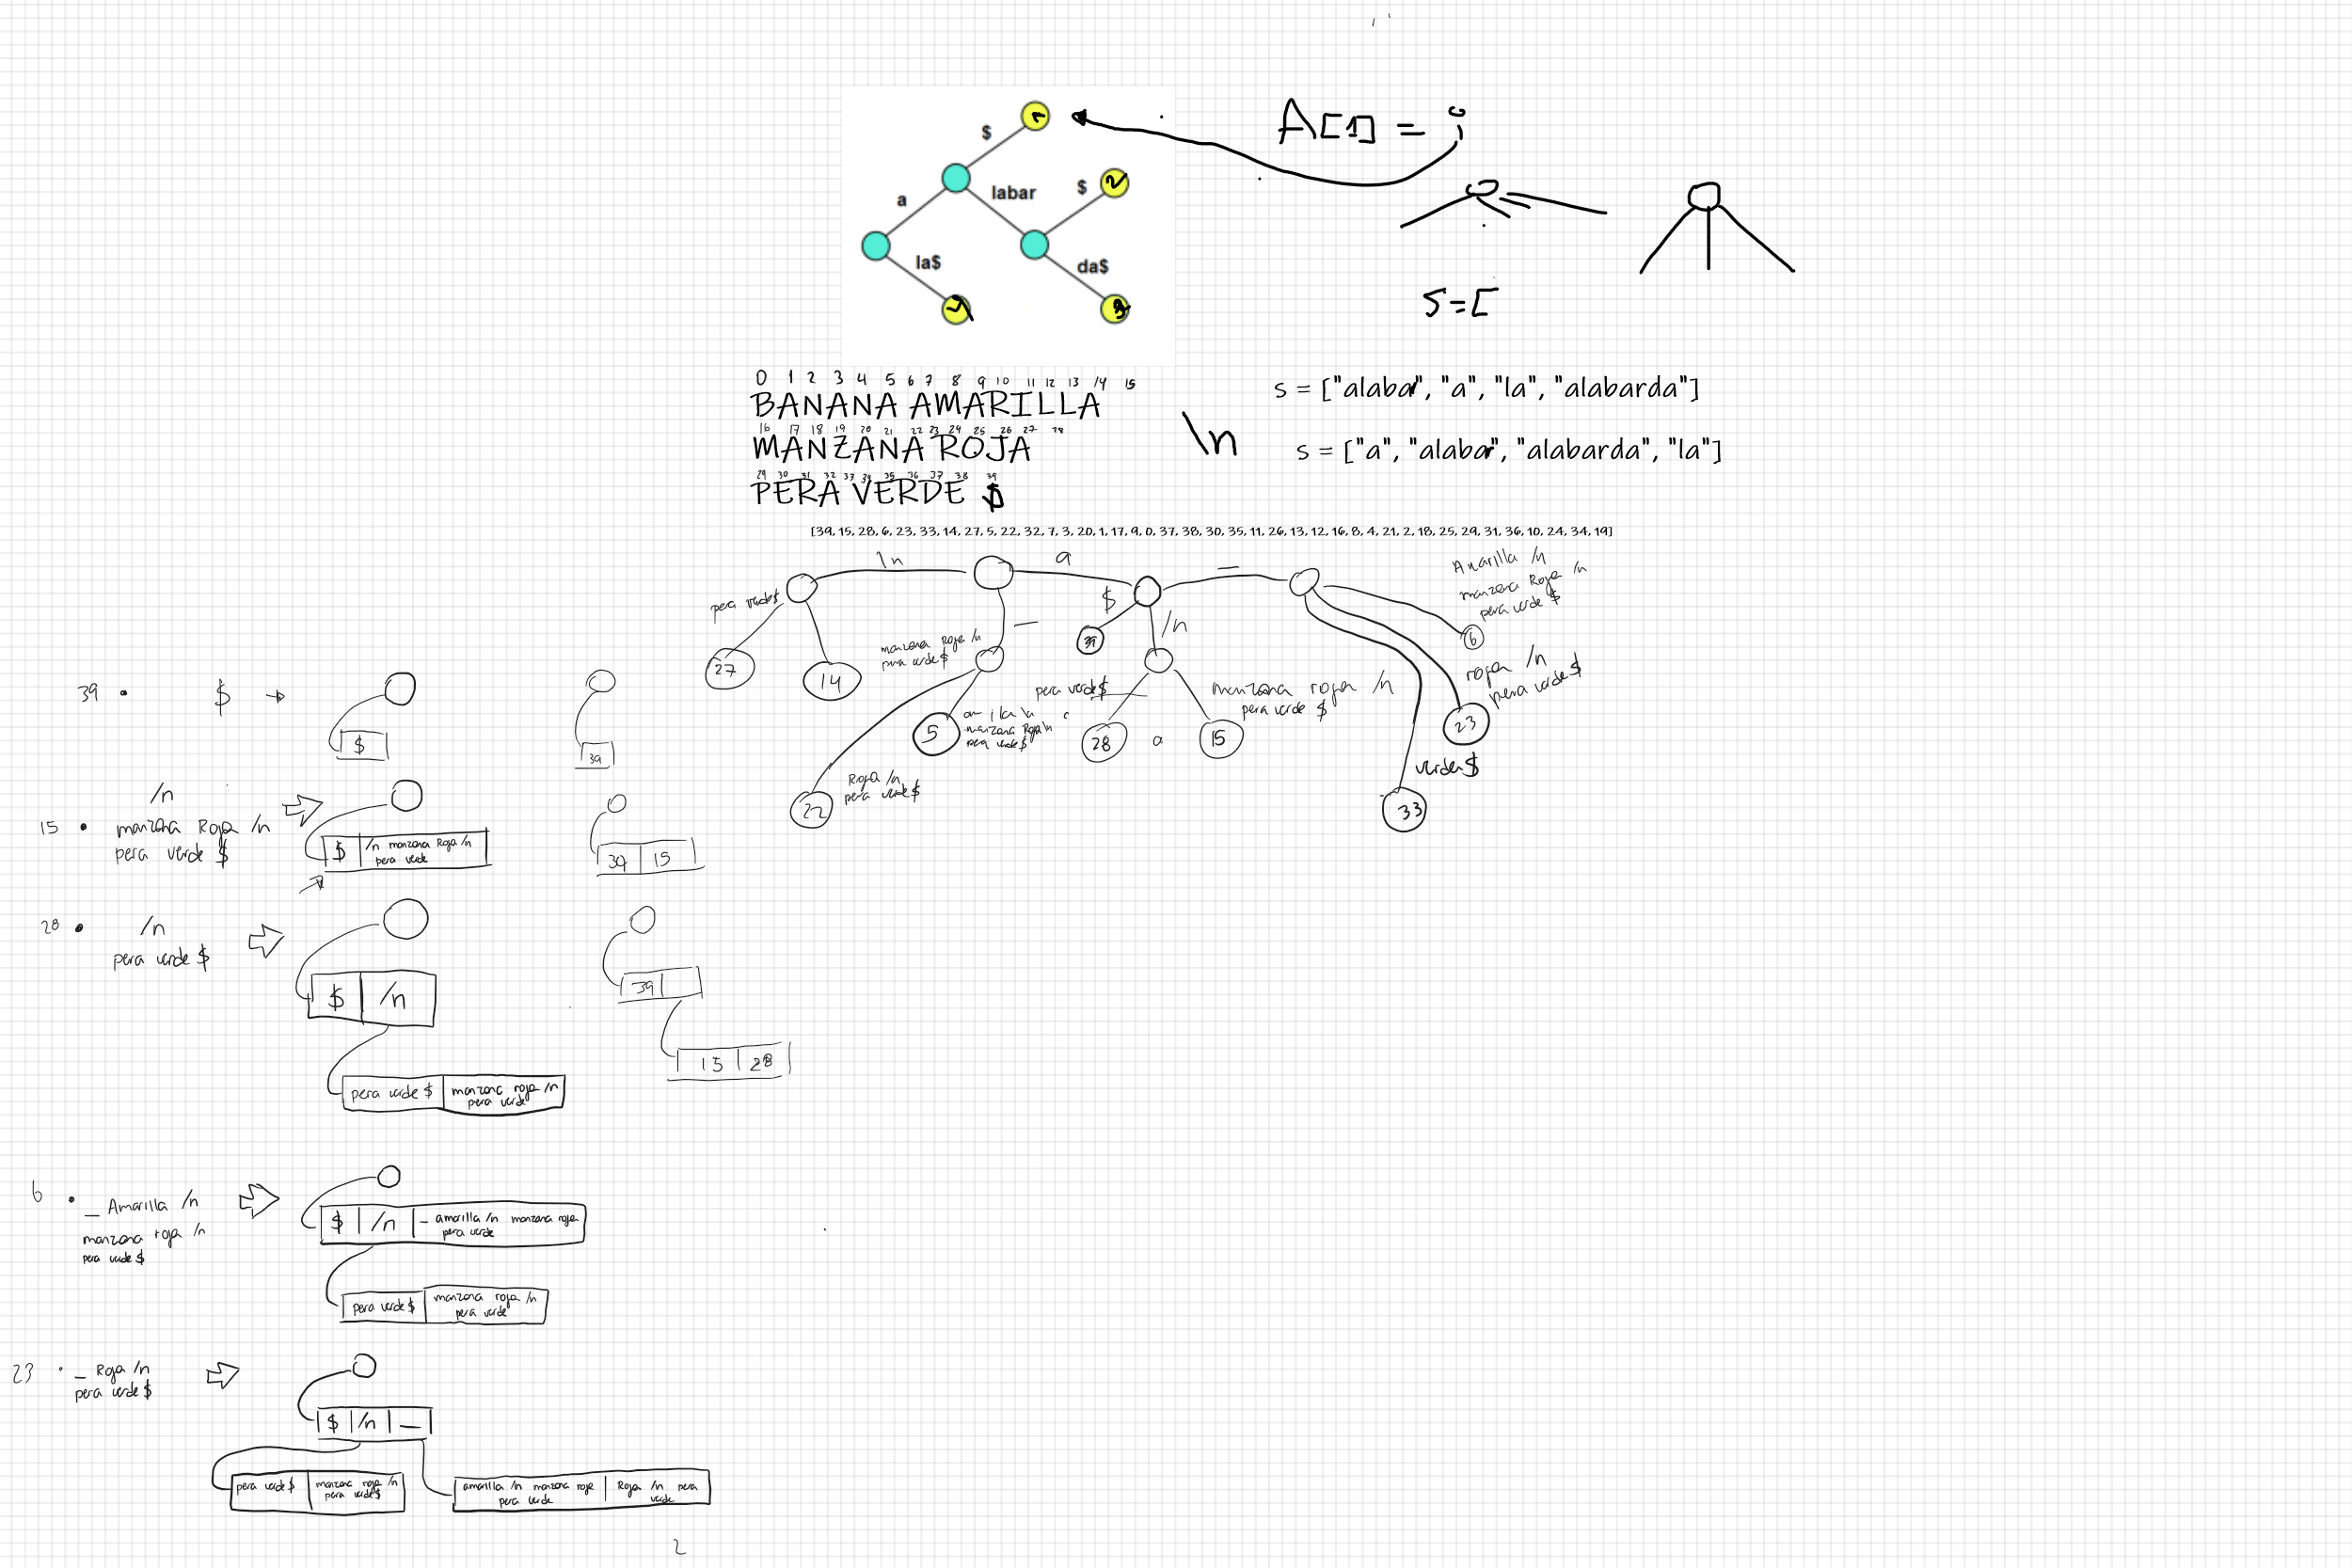 $
a
labar
$
la$
da$
1
2
3
A[1] =
s=[
0 1 2 3 4 5 6 7 8 9 10 11 12 13 14 15
BANANA AMARILLA
16 17 18 19 20 21 22 23 24 25 26 27 28
MANZANA ROJA
29 30 31 32 33 34 35 36 37 38 39
PERA VERDE $
\n
s = ["alabar", "a", "la", "alabarda"]
s = ["a", "alabar", "alabarda", "la"]
[39, 15, 28, 6, 23, 33, 14, 27, 5, 22, 32, 7, 3, 20, 1, 17, 9, 0, 37, 38, 30, 35, 11, 26, 13, 12, 16, 8, 4, 21, 2, 18, 25, 29, 31, 36, 10, 24, 34, 19]
\n
a
_
pera verde$
27
14
_
manzana Roja /n
pera verde $
5
manzana Roja \n
pera verde $
22
Roja /n
pera verde $
$
39
/n
pera verde $
28
a
15
manzana roja /n
pera verde $
Amarilla /n
manzana Roja /n
pera verde $
6
roja /n
pera verde $
23
verde $
33
39 • $
$
39
/n
15 • manzana Roja /n
pera verde $
$ /n manzana Roja /n
pera verde
39 15
28 • /n
pera verde $
$ /n
pera verde $ manzana roja /n
pera verde
39
15 28
6 • _ Amarilla /n
manzana roja /n
pera verde $
$ /n _ amarilla /n manzana roja
pera verde
pera verde $ manzana roja /n
pera verde
23 • _ Roja /n
pera verde $
$ /n _
pera verde $ manzana roja /n
pera verde $
amarilla /n manzana roja
pera verde
Roja /n pera
verde
2